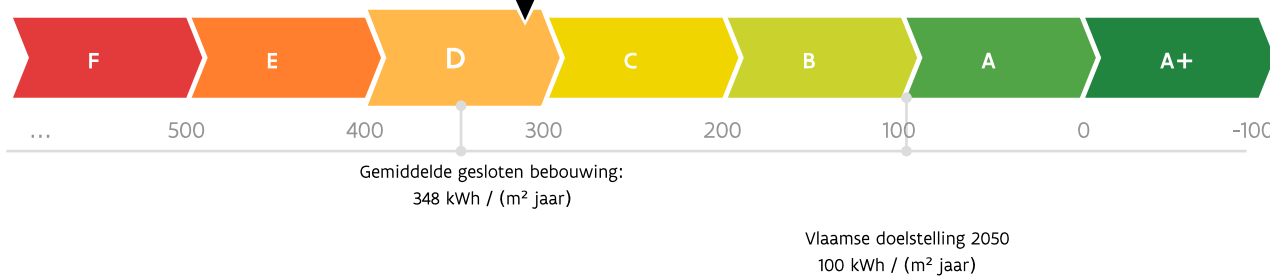 F E D C B A A+
... 500 400 300 200 100 0 -100
Gemiddelde gesloten bebouwing:
348 kWh / (m² jaar)
Vlaamse doelstelling 2050
100 kWh / (m² jaar)